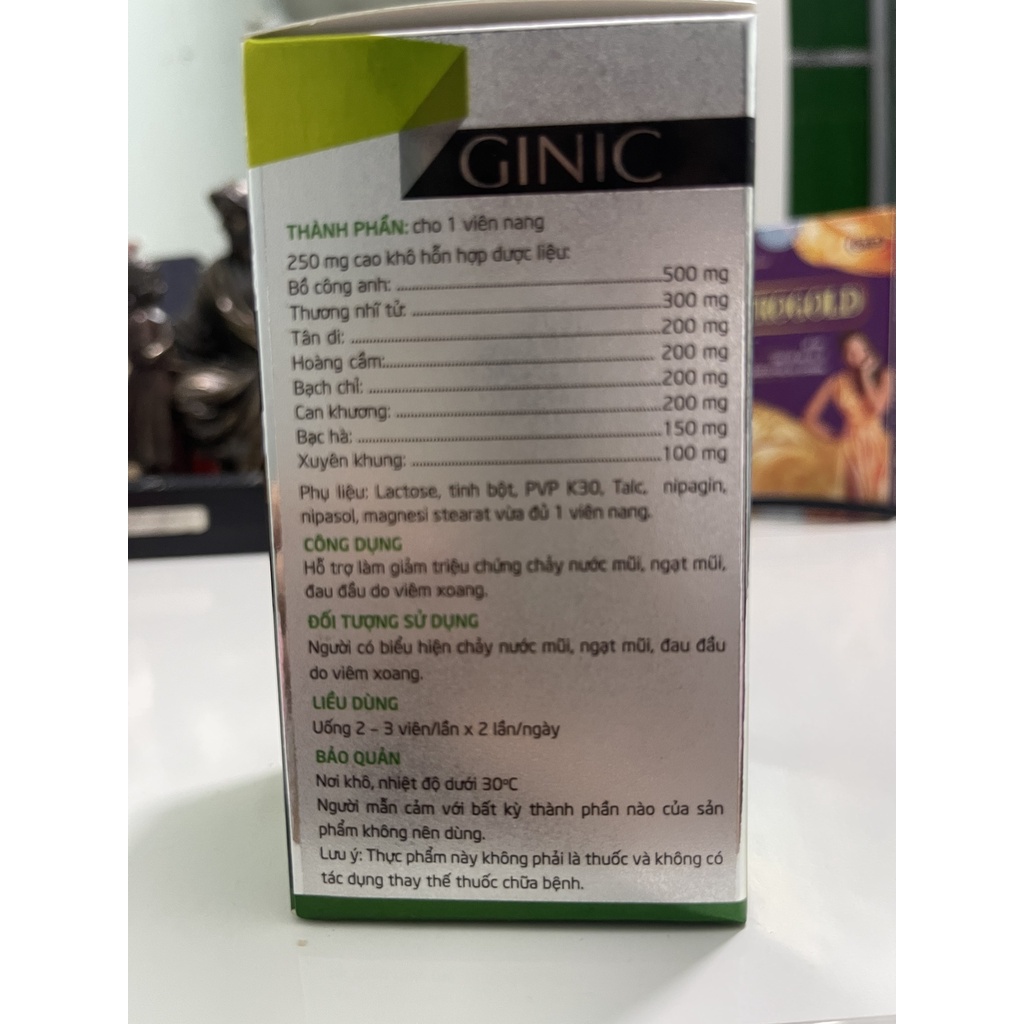 GINIC
THÀNH PHẦN: cho 1 viên nang
250 mg cao khô hỗn hợp dược liệu:
Bồ công anh: 500 mg
Thương nhĩ tử: 300 mg
Tân di: 200 mg
Hoàng cầm: 200 mg
Bạch chỉ: 200 mg
Can khương: 200 mg
Bạc hà: 150 mg
Xuyên khung: 100 mg
Phụ liệu: Lactose, tinh bột, PVP K30, Talc, nipagin,
nipasol, magnesi stearat vừa đủ 1 viên nang.
CÔNG DỤNG
Hỗ trợ làm giảm triệu chứng chảy nước mũi, ngạt mũi,
đau đầu do viêm xoang.
ĐỐI TƯỢNG SỬ DỤNG
Người có biểu hiện chảy nước mũi, ngạt mũi, đau đầu
do viêm xoang.
LIỀU DÙNG
Uống 2 – 3 viên/lần x 2 lần/ngày
BẢO QUẢN
Nơi khô, nhiệt độ dưới 30ºC
Người mẫn cảm với bất kỳ thành phần nào của sản
phẩm không nên dùng.
Lưu ý: Thực phẩm này không phải là thuốc và không có
tác dụng thay thế thuốc chữa bệnh.